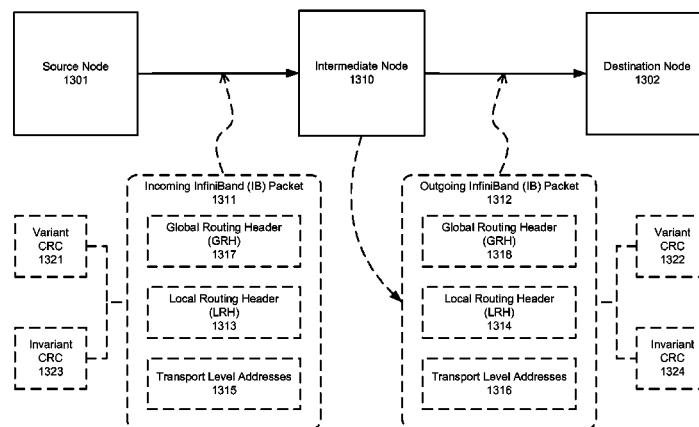 Source Node
1301
Intermediate Node
1310
Destination Node
1302
Incoming InfiniBand (IB) Packet
1311
Global Routing Header
(GRH)
1317
Local Routing Header
(LRH)
1313
Transport Level Addresses
1315
Variant
CRC
1321
Invariant
CRC
1323
Outgoing InfiniBand (IB) Packet
1312
Global Routing Header
(GRH)
1318
Local Routing Header
(LRH)
1314
Transport Level Addresses
1316
Variant
CRC
1322
Invariant
CRC
1324